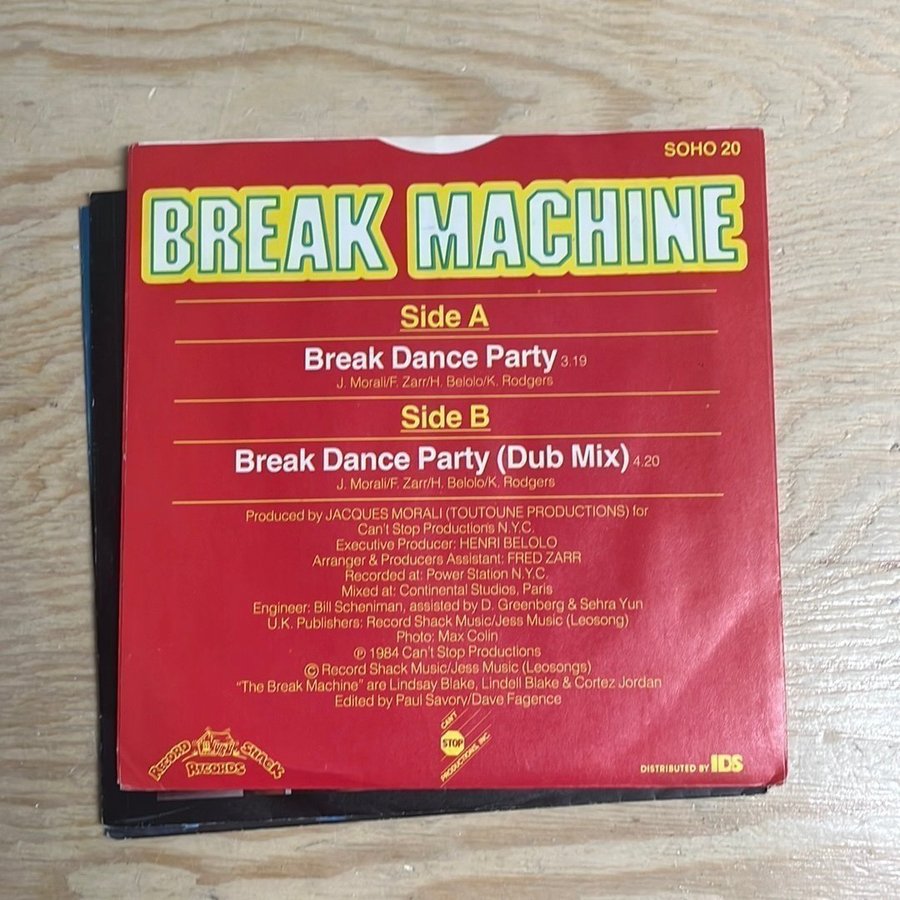 SOHO 20
BREAK MACHINE
Side A
Break Dance Party 3.19
J. Morali/F. Zarr/H. Belolo/K. Rodgers
Side B
Break Dance Party (Dub Mix) 4.20
J. Morali/F. Zarr/H. Belolo/K. Rodgers
Produced by JACQUES MORALI (TOUTOUNE PRODUCTIONS) for
Can't Stop Productions N.Y.C.
Executive Producer: HENRI BELOLO
Arranger & Producers Assistant: FRED ZARR
Recorded at: Power Station N.Y.C.
Mixed at: Continental Studios, Paris
Engineer: Bill Scheniman, assisted by D. Greenberg & Sehra Yun
U.K. Publishers: Record Shack Music/Jess Music (Leosong)
Photo: Max Colin
℗ 1984 Can't Stop Productions
© Record Shack Music/Jess Music (Leosongs)
"The Break Machine" are Lindsay Blake, Lindell Blake & Cortez Jordan
Edited by Paul Savory/Dave Fagence
RECORD SHACK
RECORDS
CAN'T
STOP
PRODUCTIONS, INC.
DISTRIBUTED BY IDS